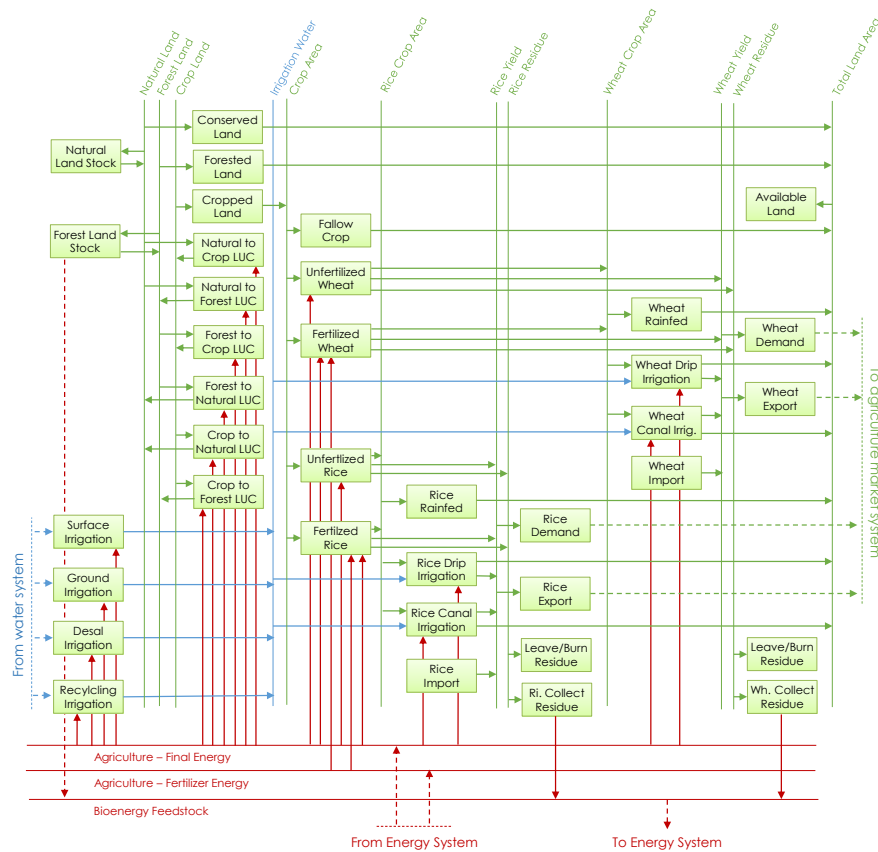 Natural Land
Forest Land
Crop Land
Irrigation Water
Crop Area
Rice Crop Area
Rice Yield
Rice Residue
Wheat Crop Area
Wheat Yield
Wheat Residue
Total Land Area
Conserved
Land
Natural
Land Stock
Forested
Land
Cropped
Land
Available
Land
Forest Land
Stock
Fallow
Crop
Natural to
Crop LUC
Unfertilized
Wheat
Natural to
Forest LUC
Wheat
Rainfed
Forest to
Crop LUC
Fertilized
Wheat
Wheat
Demand
Wheat Drip
Irrigation
Forest to
Natural LUC
Wheat
Export
Wheat
Canal Irrig.
Crop to
Natural LUC
Unfertlized
Rice
Wheat
Import
Crop to
Forest LUC
Rice
Rainfed
Surface
Irrigation
Fertilzed
Rice
Rice
Demand
Rice Drip
Irrigation
Ground
Irrigation
Rice
Export
Rice Canal
Irrigation
Desal
Irrigation
Leave/Burn
Residue
Leave/Burn
Residue
Rice
Import
Recylcling
Irrigation
Ri. Collect
Residue
Wh. Collect
Residue
From water system
To agriculture market system
Agriculture – Final Energy
Agriculture – Fertilizer Energy
Bioenergy Feedstock
From Energy System
To Energy System